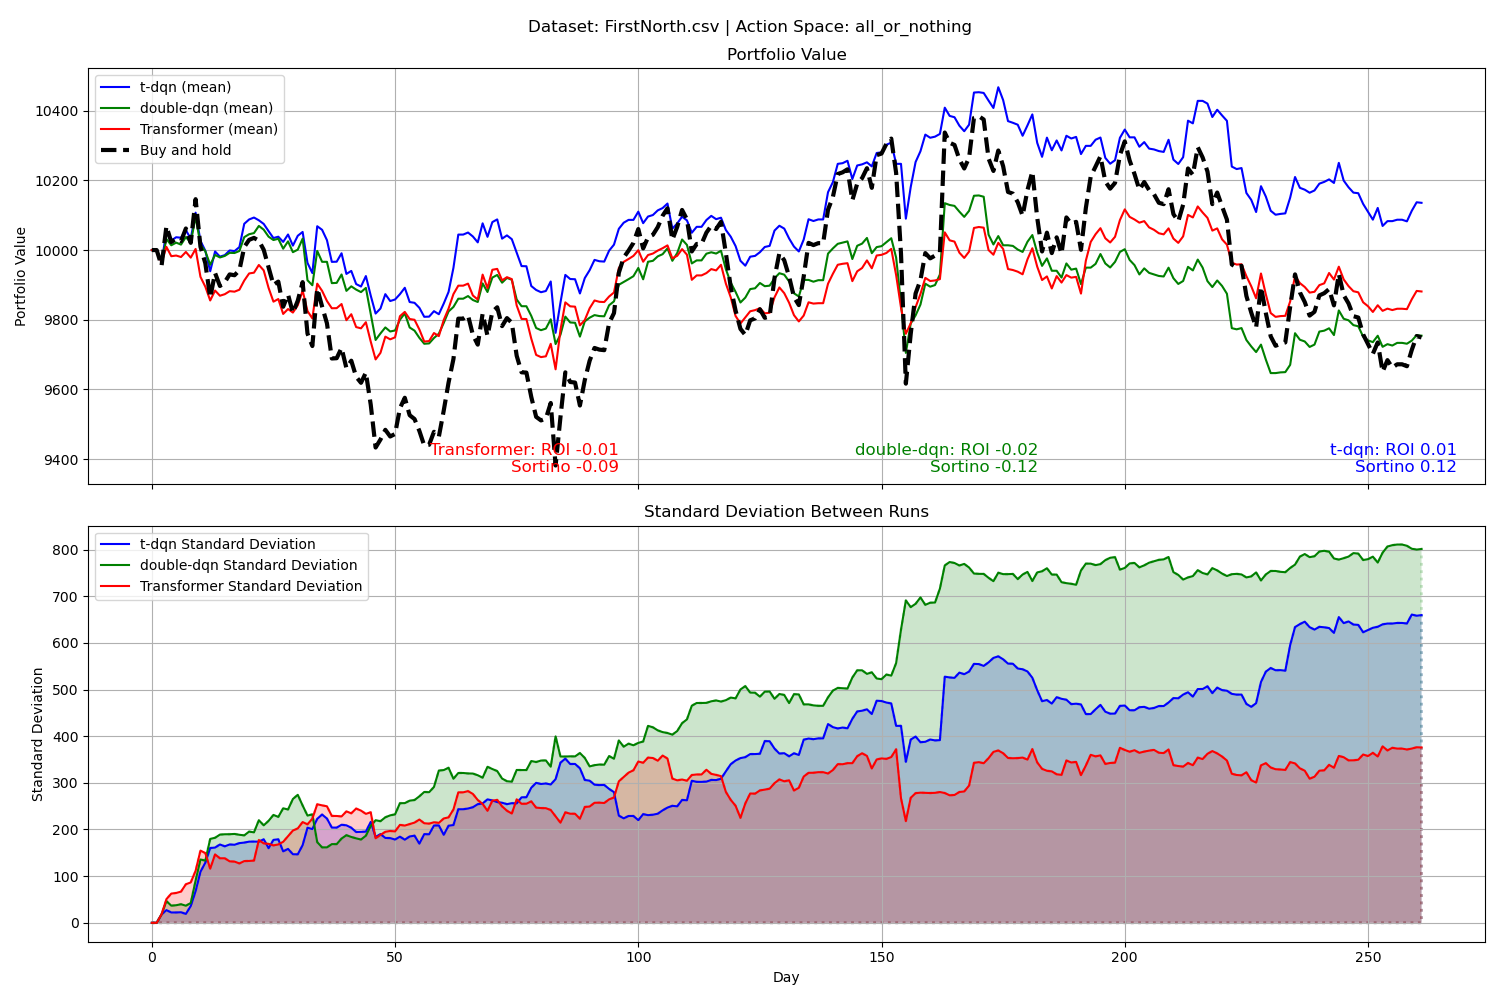 Dataset: FirstNorth.csv | Action Space: all_or_nothing
Portfolio Value
t-dqn (mean)
double-dqn (mean)
Transformer (mean)
Buy and hold
Portfolio Value
10400
10200
10000
9800
9600
9400
Transformer: ROI -0.01
Sortino -0.09
double-dqn: ROI -0.02
Sortino -0.12
t-dqn: ROI 0.01
Sortino 0.12
Standard Deviation Between Runs
t-dqn Standard Deviation
double-dqn Standard Deviation
Transformer Standard Deviation
Standard Deviation
800
700
600
500
400
300
200
100
0
0 50 100 150 200 250
Day